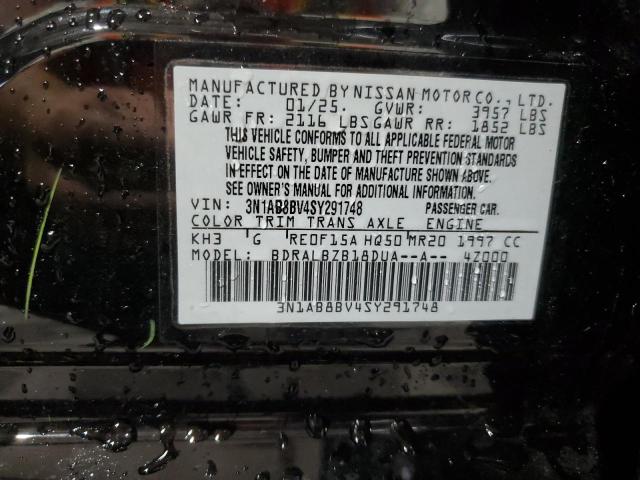 MANUFACTURED BY NISSAN MOTOR CO., LTD.
DATE: 01/25. GVWR: 3957 LBS
GAWR FR: 2116 LBS GAWR RR: 1852 LBS
THIS VEHICLE CONFORMS TO ALL APPLICABLE FEDERAL MOTOR
VEHICLE SAFETY, BUMPER AND THEFT PREVENTION STANDARDS
IN EFFECT ON THE DATE OF MANUFACTURE SHOWN ABOVE.
SEE OWNER'S MANUAL FOR ADDITIONAL INFORMATION.
VIN: 3N1AB8BV4SY291748 PASSENGER CAR.
COLOR TRIM TRANS AXLE ENGINE
KH3 G RE0F15A HQ50 MR20 1997 CC
MODEL: BDRALBZB18DUA--A-- 4Z000
3N1AB8BV4SY291748